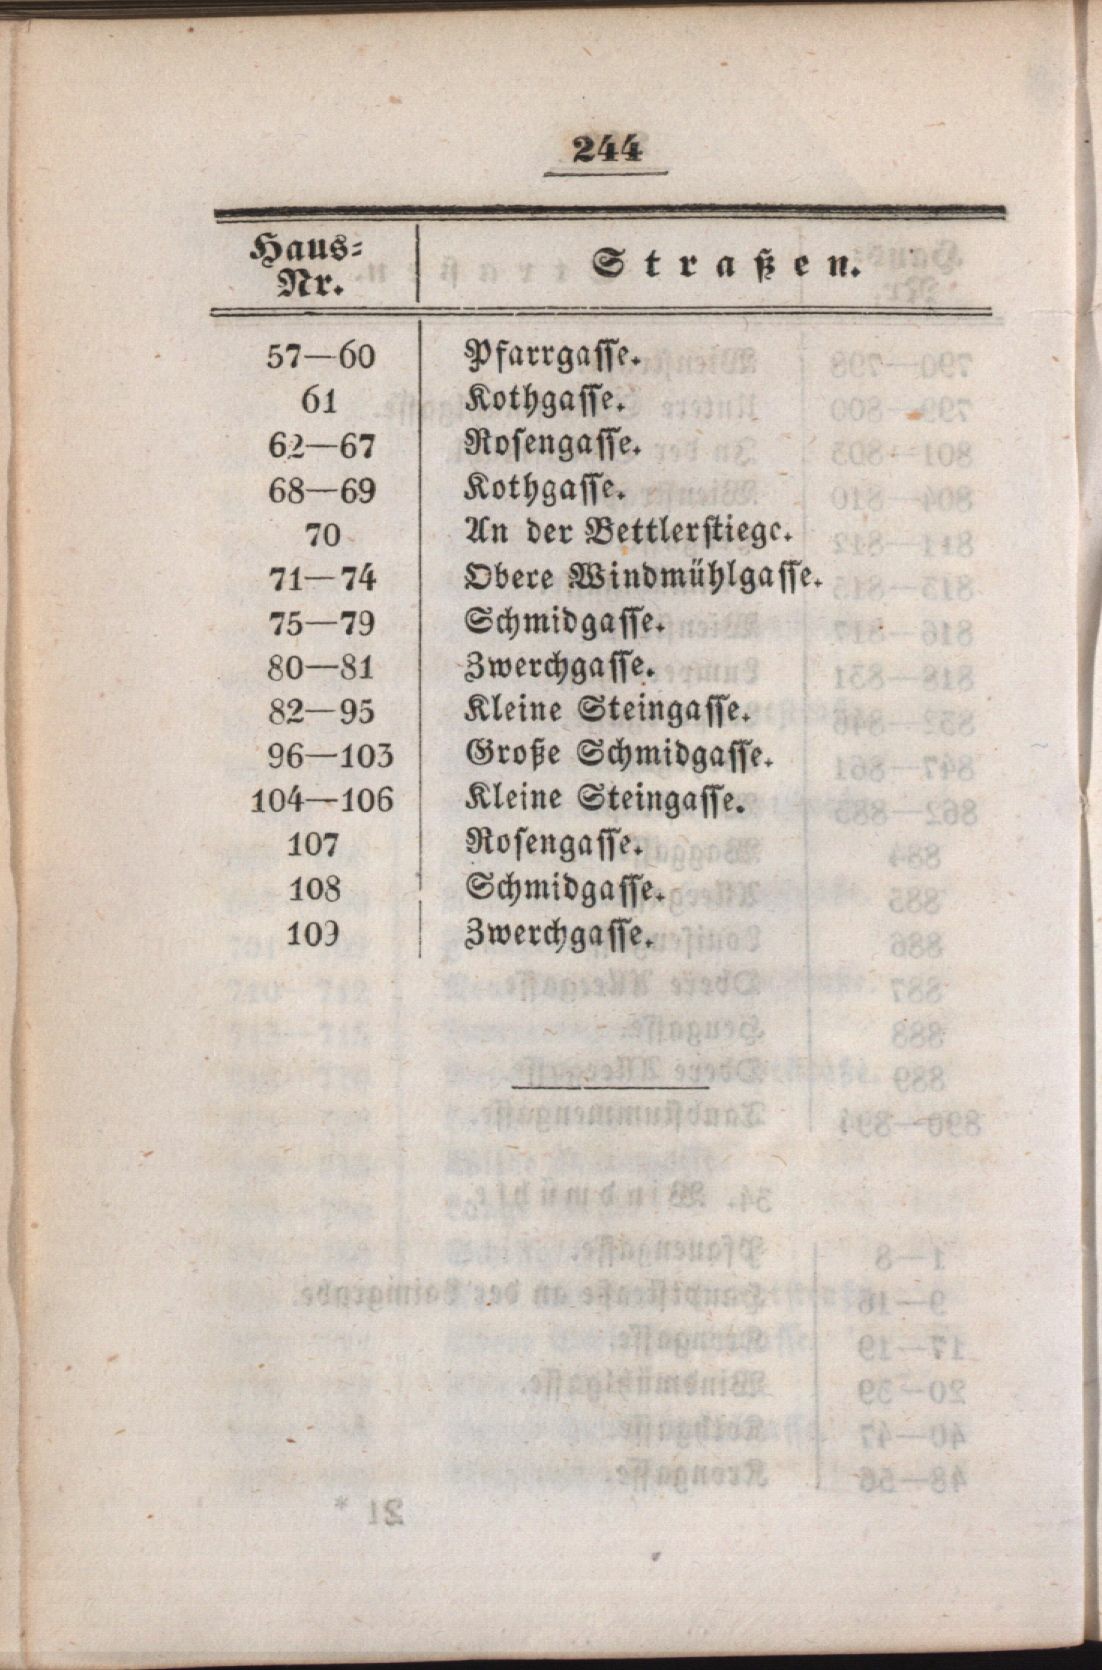 244
Haus-
Nr.
Straßen.
57—60 Pfarrgasse.
61 Kothgasse.
62—67 Rosengasse.
68—69 Kothgasse.
70 An der Bettlerstiege.
71—74 Obere Windmühlgasse.
75—79 Schmidgasse.
80—81 Zwerchgasse.
82—95 Kleine Steingasse.
96—103 Große Schmidgasse.
104—106 Kleine Steingasse.
107 Rosengasse.
108 Schmidgasse.
109 Zwerchgasse.